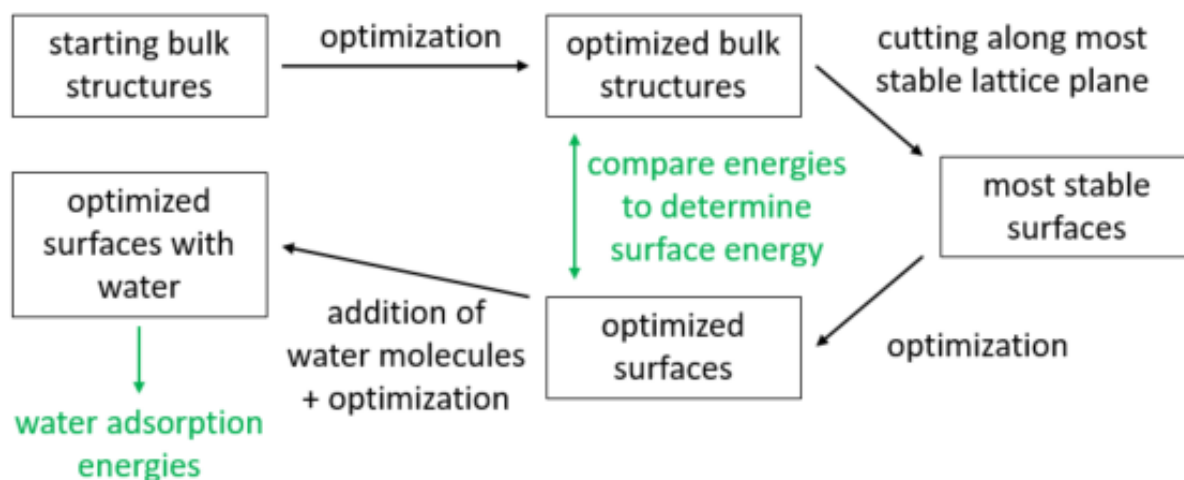 starting bulk
structures
optimization
optimized bulk
structures
cutting along most
stable lattice plane
most stable
surfaces
optimization
optimized
surfaces
compare energies
to determine
surface energy
addition of
water molecules
+ optimization
optimized
surfaces with
water
water adsorption
energies